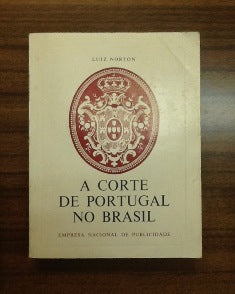 LUIZ NORTON
A CORTE
DE PORTUGAL
NO BRASIL
EMPRESA NACIONAL DE PUBLICIDADE